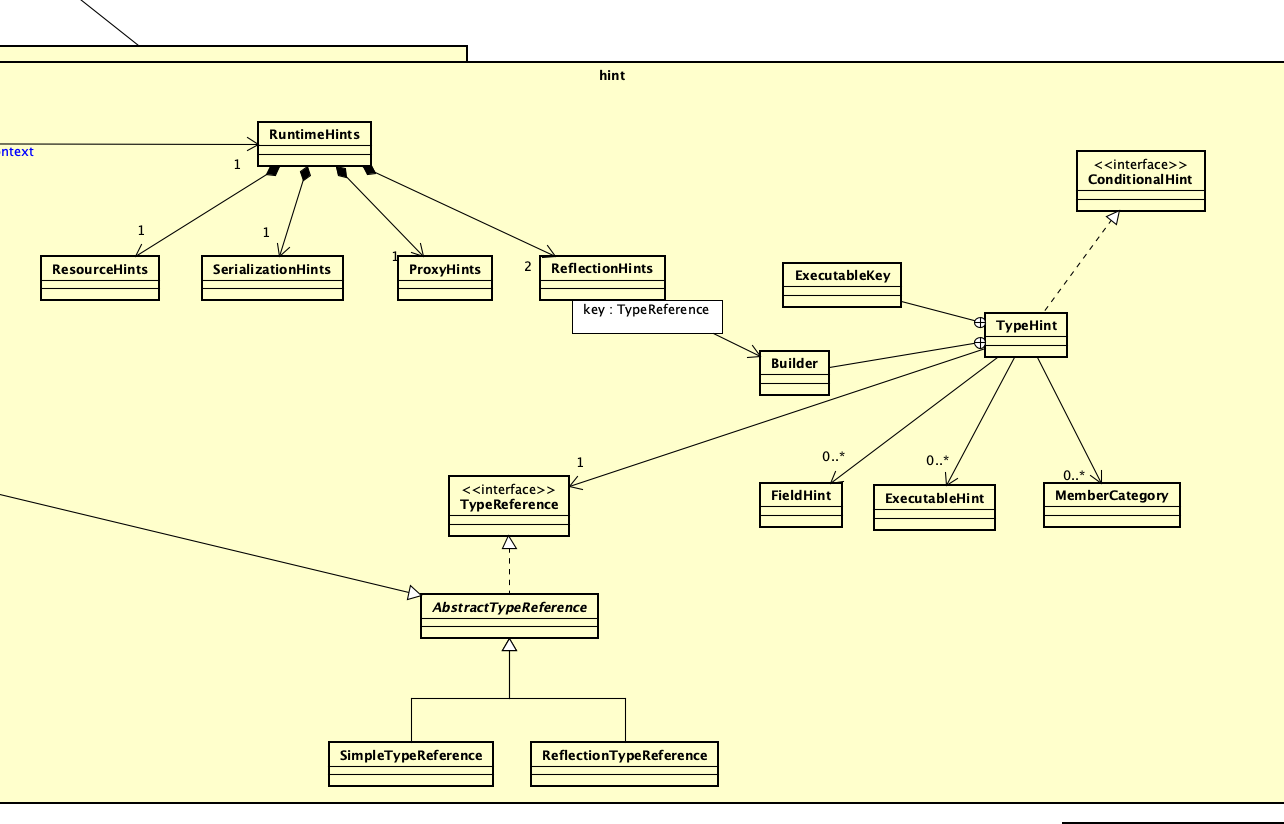 hint
RuntimeHints
ntext
1
<<interface>>
ConditionalHint
1
1
1
2
ResourceHints
SerializationHints
ProxyHints
ReflectionHints
ExecutableKey
key : TypeReference
TypeHint
Builder
1
0..*
0..*
0..*
<<interface>>
TypeReference
FieldHint
ExecutableHint
MemberCategory
AbstractTypeReference
SimpleTypeReference
ReflectionTypeReference